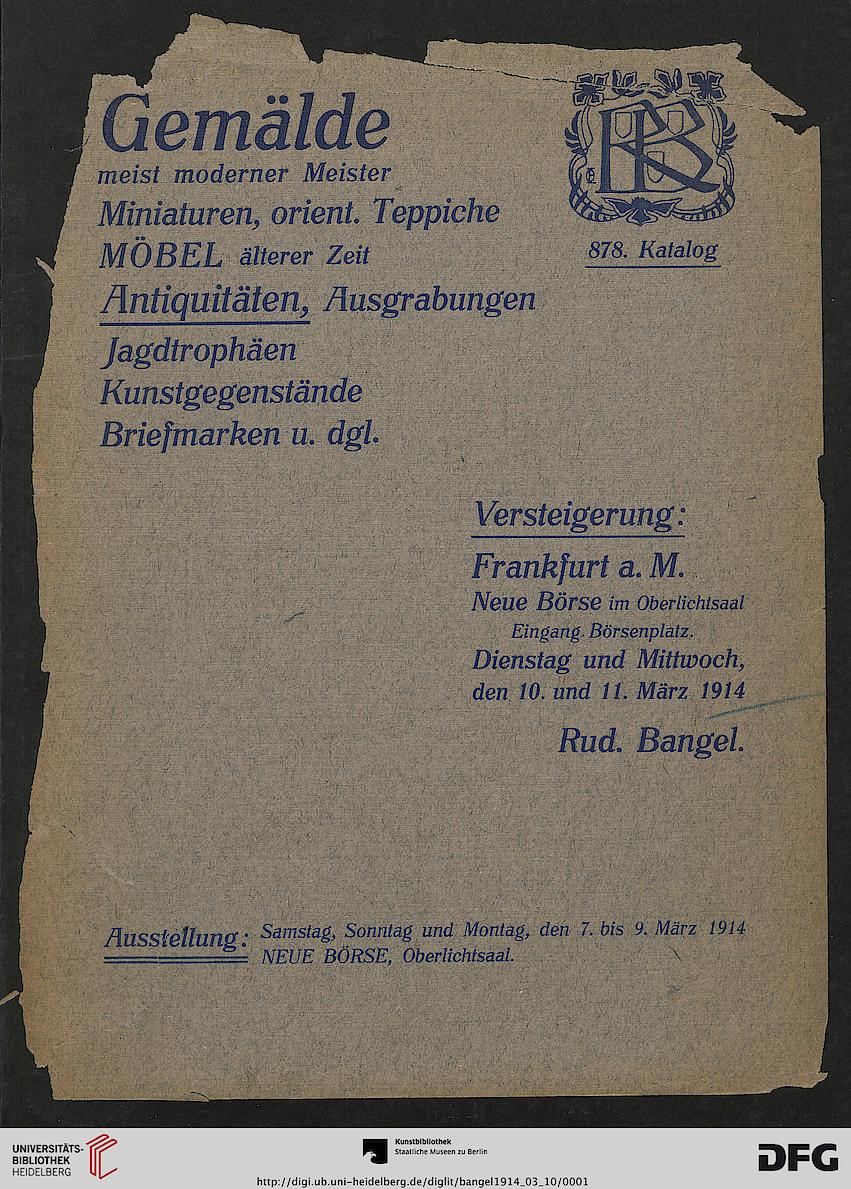 Gemälde
meist moderner Meister
Miniaturen, orient. Teppiche
MÖBEL älterer Zeit
Antiquitäten, Ausgrabungen
Jagdtrophäen
Kunstgegenstände
Briefmarken u. dgl.
RB
878. Katalog
Versteigerung:
Frankfurt a. M.
Neue Börse im Oberlichtsaal
Eingang. Börsenplatz.
Dienstag und Mittwoch,
den 10. und 11. März 1914
Rud. Bangel.
Ausstellung: Samstag, Sonntag und Montag, den 7. bis 9. März 1914
NEUE BÖRSE, Oberlichtsaal.
UNIVERSITÄTS-
BIBLIOTHEK
HEIDELBERG
Kunstbibliothek
Staatliche Museen zu Berlin
DFG
http://digi.ub.uni-heidelberg.de/diglit/bangel1914_03_10/0001